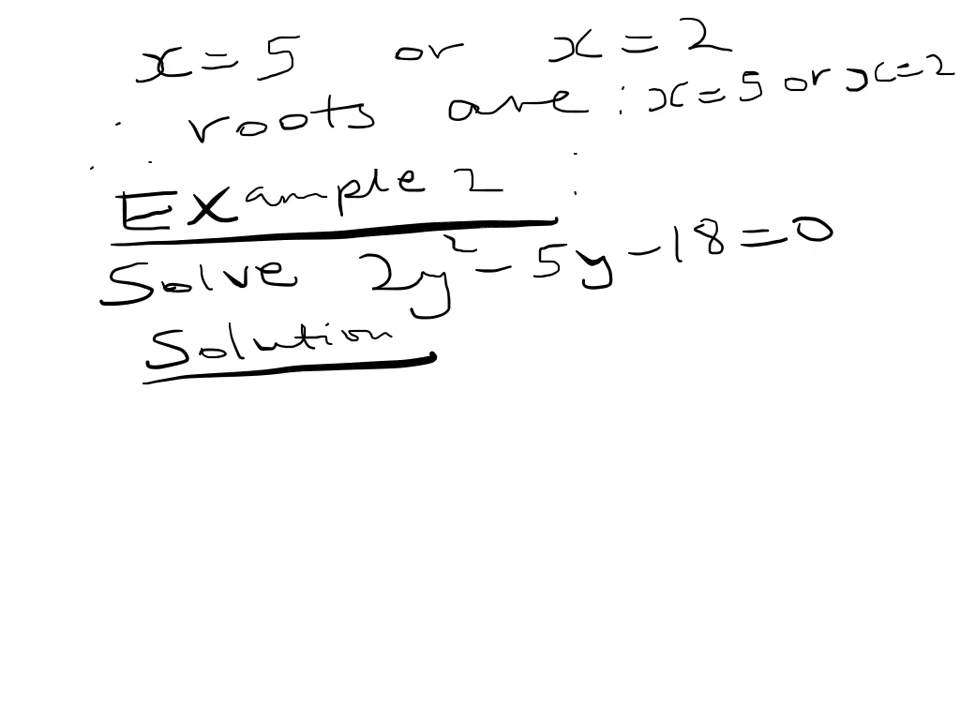 x = 5 or x = 2
∴ roots are : x = 5 or x = 2
Example 2 :
Solve 2y² - 5y - 18 = 0
Solution